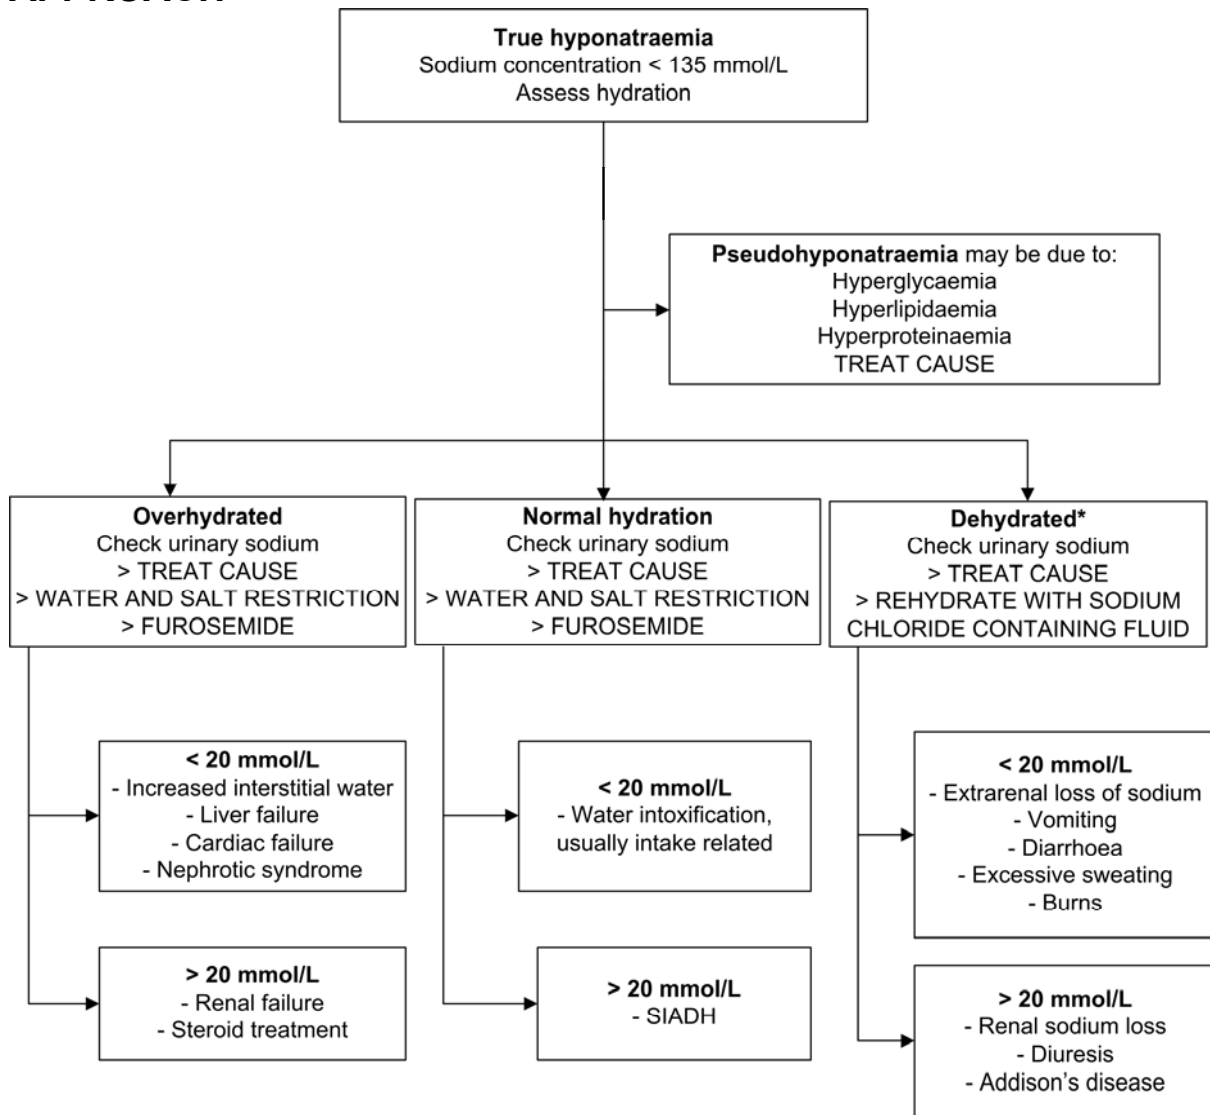 True hyponatraemia
Sodium concentration < 135 mmol/L
Assess hydration
Pseudohyponatraemia may be due to:
Hyperglycaemia
Hyperlipidaemia
Hyperproteinaemia
TREAT CAUSE
Overhydrated
Check urinary sodium
> TREAT CAUSE
> WATER AND SALT RESTRICTION
> FUROSEMIDE
Normal hydration
Check urinary sodium
> TREAT CAUSE
> WATER AND SALT RESTRICTION
> FUROSEMIDE
Dehydrated*
Check urinary sodium
> TREAT CAUSE
> REHYDRATE WITH SODIUM
CHLORIDE CONTAINING FLUID
< 20 mmol/L
- Increased interstitial water
- Liver failure
- Cardiac failure
- Nephrotic syndrome
< 20 mmol/L
- Water intoxification,
usually intake related
< 20 mmol/L
- Extrarenal loss of sodium
- Vomiting
- Diarrhoea
- Excessive sweating
- Burns
> 20 mmol/L
- Renal failure
- Steroid treatment
> 20 mmol/L
- SIADH
> 20 mmol/L
- Renal sodium loss
- Diuresis
- Addison's disease